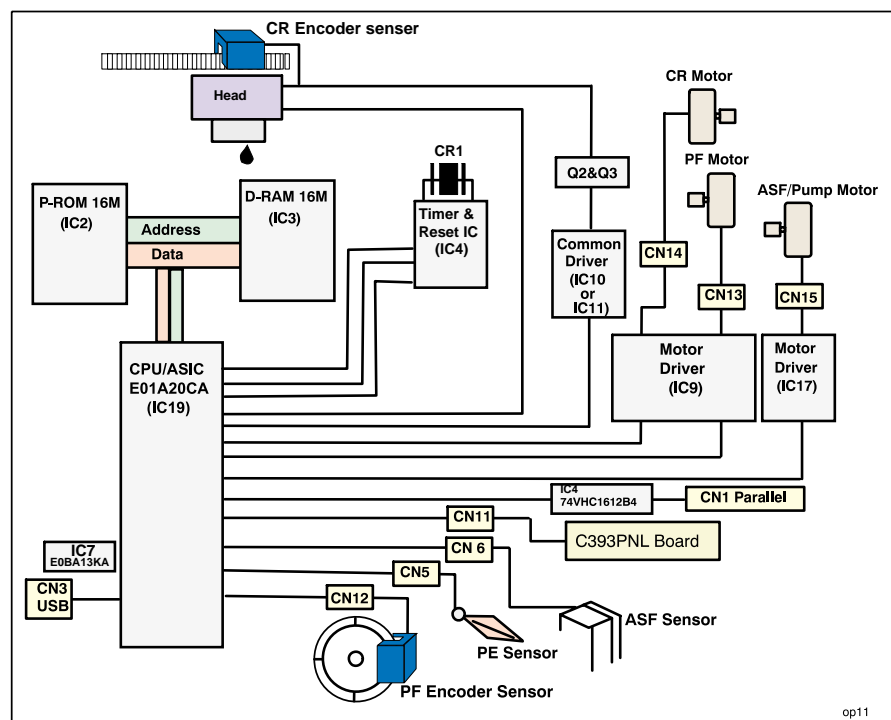 CR Encoder senser
Head
CR Motor
PF Motor
ASF/Pump Motor
CR1
Q2&Q3
P-ROM 16M
(IC2)
D-RAM 16M
(IC3)
Address
Data
Timer &
Reset IC
(IC4)
Common
Driver
(IC10
or
IC11)
CN14
CN13
CN15
CPU/ASIC
E01A20CA
(IC19)
Motor
Driver
(IC9)
Motor
Driver
(IC17)
IC4
74VHC1612B4
CN1 Parallel
CN11
C393PNL Board
IC7
E0BA13KA
CN 6
CN5
CN3
USB
CN12
ASF Sensor
PE Sensor
PF Encoder Sensor
op11